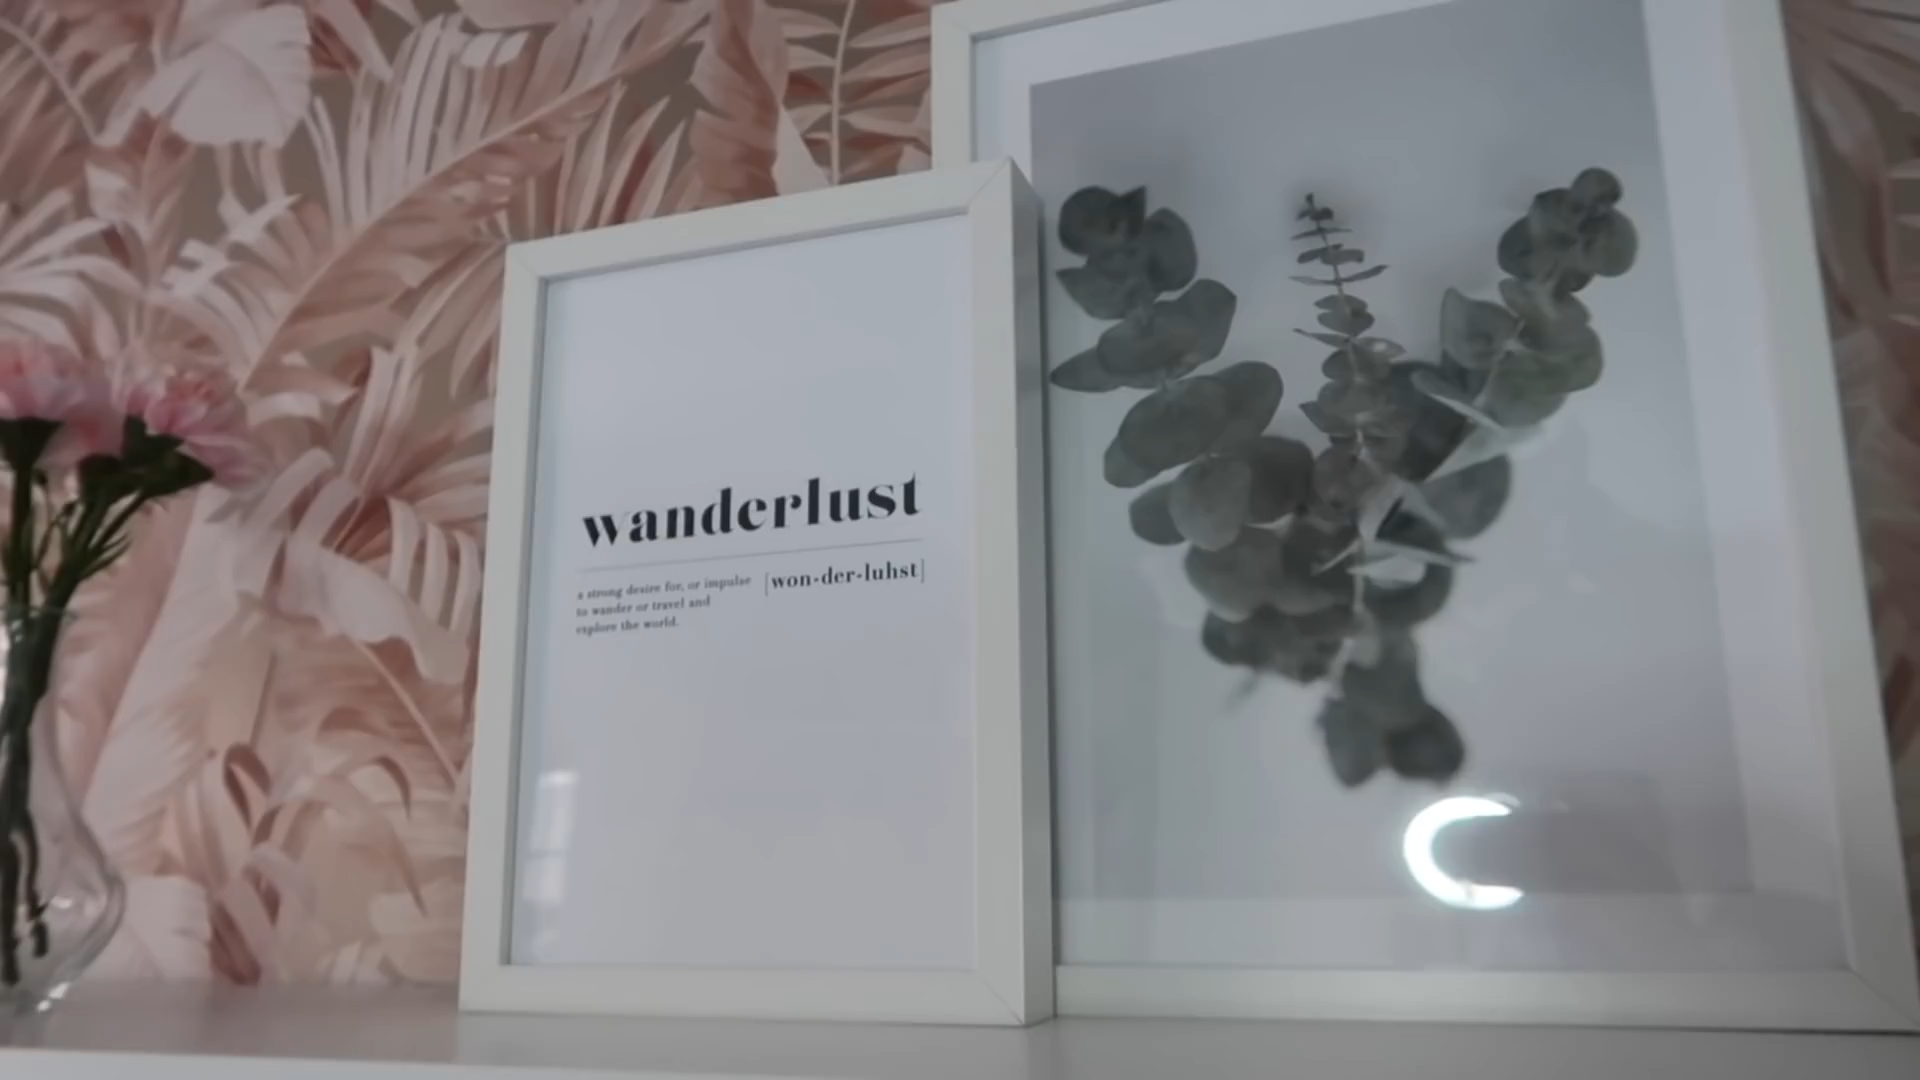 wanderlust
a strong desire for, or impulse [won-der-luhst]
to wander or travel and
explore the world.